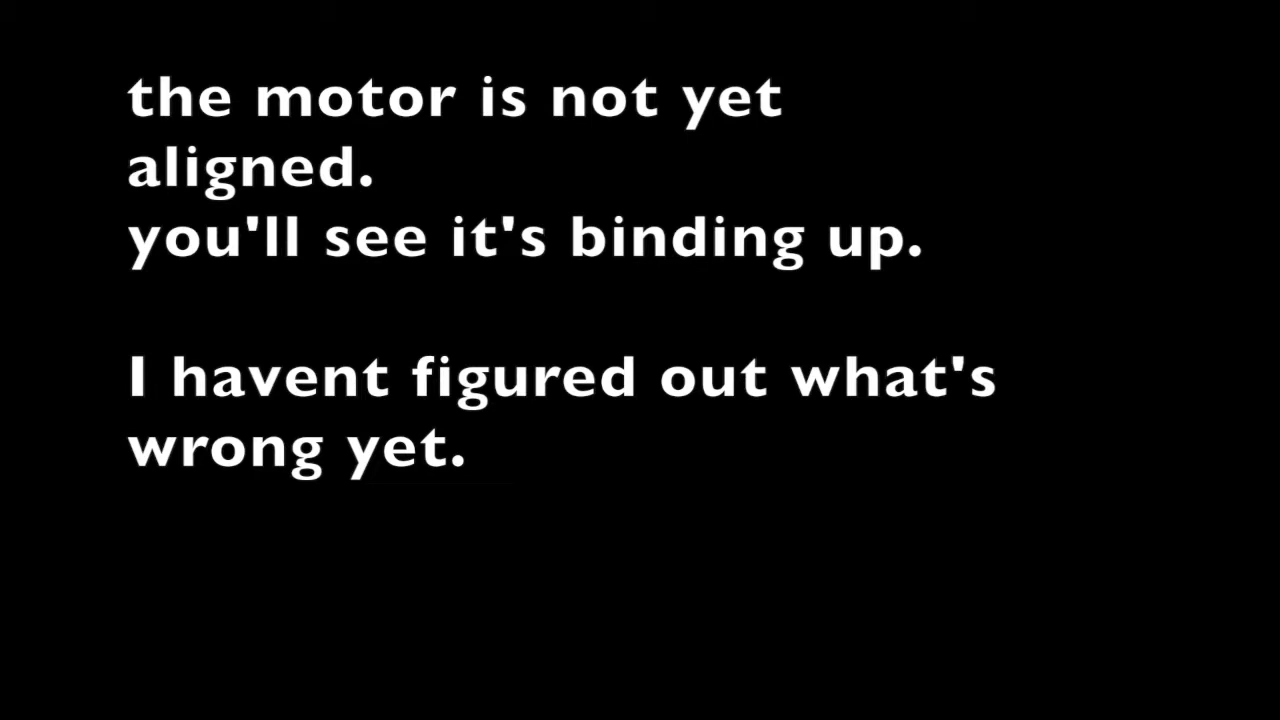 the motor is not yet
aligned.
you'll see it's binding up.
I havent figured out what's
wrong yet.